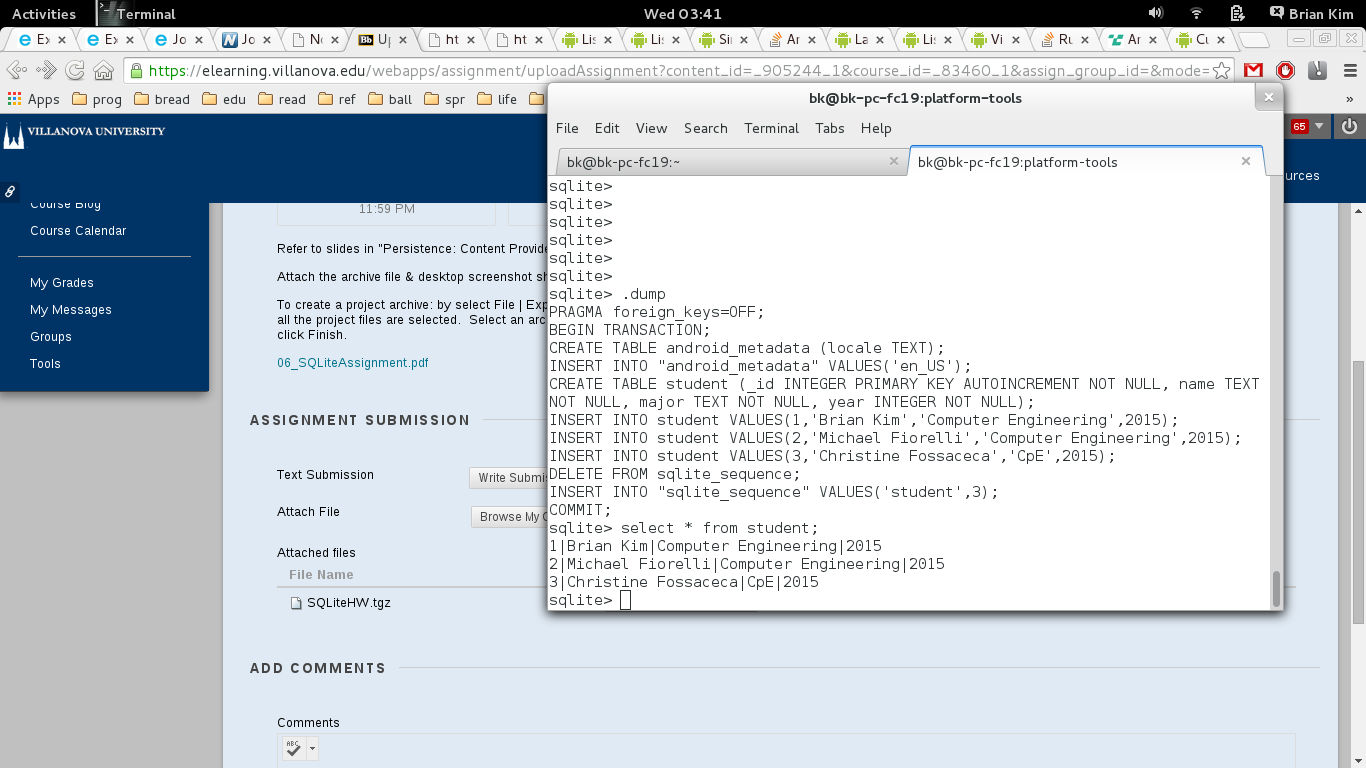 Activities
Terminal
Wed 03:41
Brian Kim
Ex
Ex
Jo
Jo
Ne
Up
ht
ht
Lis
Lis
Sir
Ar
La
Lis
Vi
Ru
Ar
Cu
https://elearning.villanova.edu/webapps/assignment/uploadAssignment?content_id=_905244_1&course_id=_83460_1&assign_group_id=&mode=
Apps
prog
bread
edu
read
ref
ball
spr
life
»
VILLANOVA UNIVERSITY
65
urces
Course Blog
Course Calendar
My Grades
My Messages
Groups
Tools
11:59 PM
Refer to slides in "Persistence: Content Provide
Attach the archive file & desktop screenshot sh
To create a project archive: by select File | Exp
all the project files are selected.  Select an arc
click Finish.
06_SQLiteAssignment.pdf
ASSIGNMENT SUBMISSION
Text Submission
Write Submis
Attach File
Browse My C
Attached files
File Name
SQLiteHW.tgz
ADD COMMENTS
Comments
ABC
bk@bk-pc-fc19:platform-tools
File Edit View Search Terminal Tabs Help
bk@bk-pc-fc19:~
bk@bk-pc-fc19:platform-tools
sqlite>
sqlite>
sqlite>
sqlite>
sqlite>
sqlite>
sqlite> .dump
PRAGMA foreign_keys=OFF;
BEGIN TRANSACTION;
CREATE TABLE android_metadata (locale TEXT);
INSERT INTO "android_metadata" VALUES('en_US');
CREATE TABLE student (_id INTEGER PRIMARY KEY AUTOINCREMENT NOT NULL, name TEXT
NOT NULL, major TEXT NOT NULL, year INTEGER NOT NULL);
INSERT INTO student VALUES(1,'Brian Kim','Computer Engineering',2015);
INSERT INTO student VALUES(2,'Michael Fiorelli','Computer Engineering',2015);
INSERT INTO student VALUES(3,'Christine Fossaceca','CpE',2015);
DELETE FROM sqlite_sequence;
INSERT INTO "sqlite_sequence" VALUES('student',3);
COMMIT;
sqlite> select * from student;
1|Brian Kim|Computer Engineering|2015
2|Michael Fiorelli|Computer Engineering|2015
3|Christine Fossaceca|CpE|2015
sqlite>